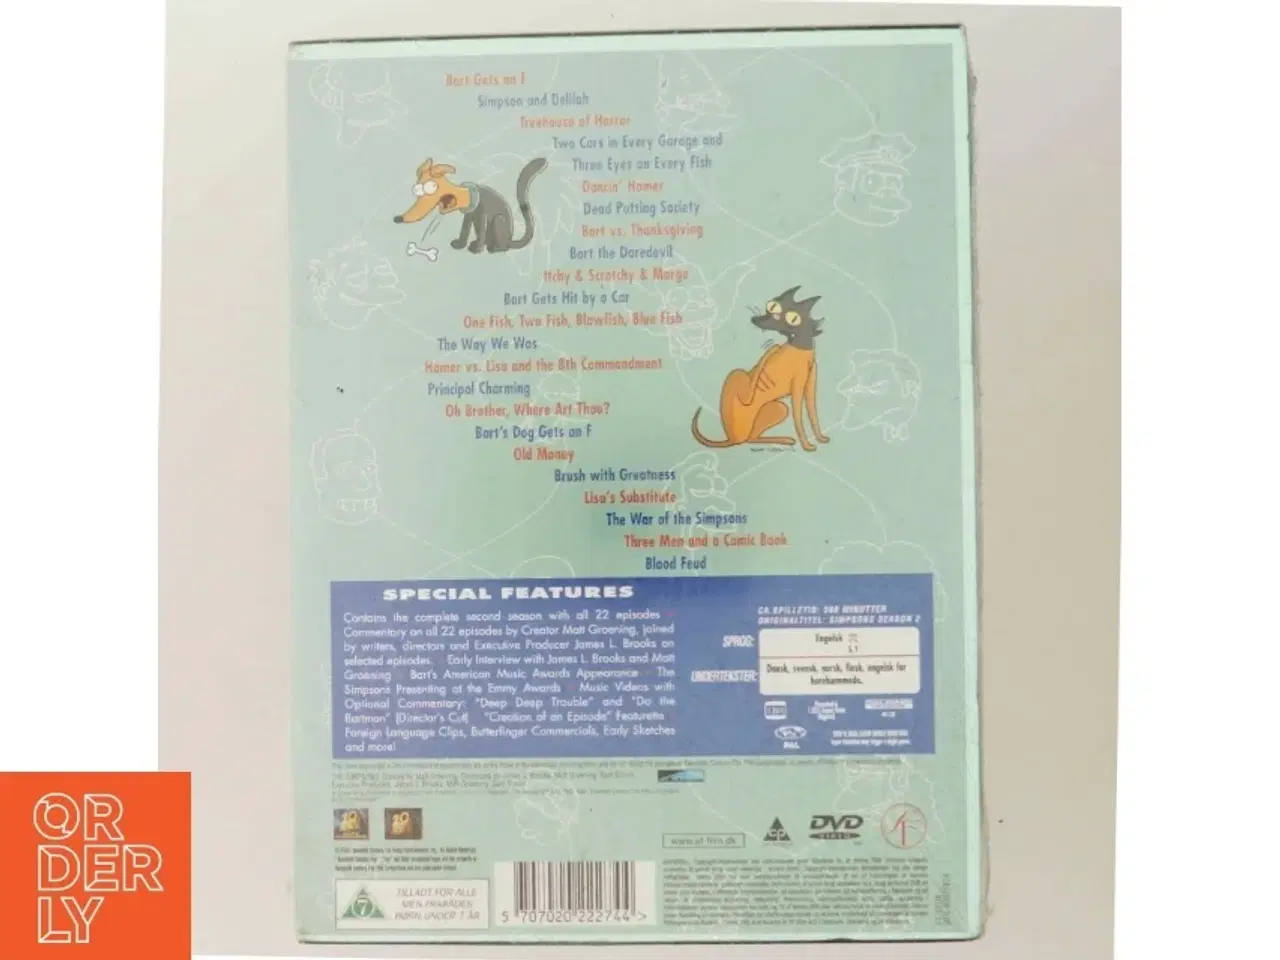 Bart Gets an F
Simpson and Delilah
Treehouse of Horror
Two Cars in Every Garage and
Three Eyes on Every Fish
Dancin' Homer
Dead Putting Society
Bart vs. Thanksgiving
Bart the Daredevil
Itchy & Scratchy & Marge
Bart Gets Hit by a Car
One Fish, Two Fish, Blowfish, Blue Fish
The Way We Was
Homer vs. Lisa and the 8th Commandment
Principal Charming
Oh Brother, Where Art Thou?
Bart's Dog Gets an F
Old Money
Brush with Greatness
Lisa's Substitute
The War of the Simpsons
Three Men and a Comic Book
Blood Feud
SPECIAL FEATURES
Contains the complete second season with all 22 episodes
Commentary on all 22 episodes by Creator Matt Groening, joined
by writers, directors and Executive Producer James L. Brooks on
selected episodes. Early Interview with James L. Brooks and Matt
Groening Bart's American Music Awards Appearance The
Simpsons Presenting at the Emmy Awards Music Videos with
Optional Commentary: "Deep Deep Trouble" and "Do the
Bartman" (Director's Cut) "Creation of an Episode" Featurette
Foreign Language Clips, Butterfinger Commercials, Early Sketches
and more!
CA. SPILLETID: 500 MINUTTER
ORIGINALTITEL: SIMPSONS SEASON 2
SPROG:
Engelsk
UNDERTEKSTER:
Dansk, svensk, norsk, finsk, engelsk for
hørehæmmede.
PAL
www.sf-film.dk
DVD
VIDEO
SF
7
TILLADT FOR ALLE
MEN FRARÅDES
BØRN UNDER 7 ÅR
5 707020 222744 >
OR
DER
LY